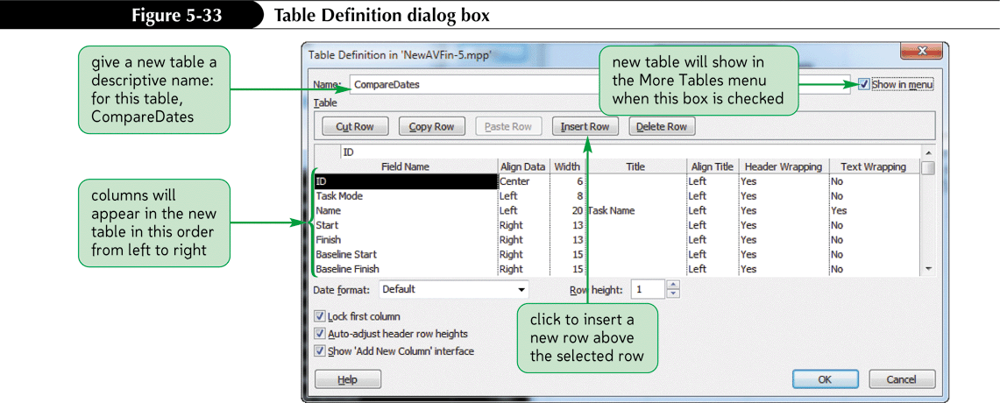 Figure 5-33 Table Definition dialog box
give a new table a
descriptive name:
for this table,
CompareDates
columns will
appear in the new
table in this order
from left to right
Table Definition in 'NewAVFin-5.mpp'
new table will show in
the More Tables menu
when this box is checked
Name: CompareDates Show in menu
Table
Cut Row Copy Row Paste Row Insert Row Delete Row
ID
Field Name Align Data Width Title Align Title Header Wrapping Text Wrapping
ID Center 6 Left Yes No
Task Mode Left 8 Left Yes No
Name Left 20 Task Name Left Yes Yes
Start Right 13 Left Yes No
Finish Right 13 Left Yes No
Baseline Start Right 15 Left Yes No
Baseline Finish Right 15 Left Yes No
Date format: Default Row height: 1
Lock first column
Auto-adjust header row heights
Show 'Add New Column' interface
click to insert a
new row above
the selected row
Help OK Cancel